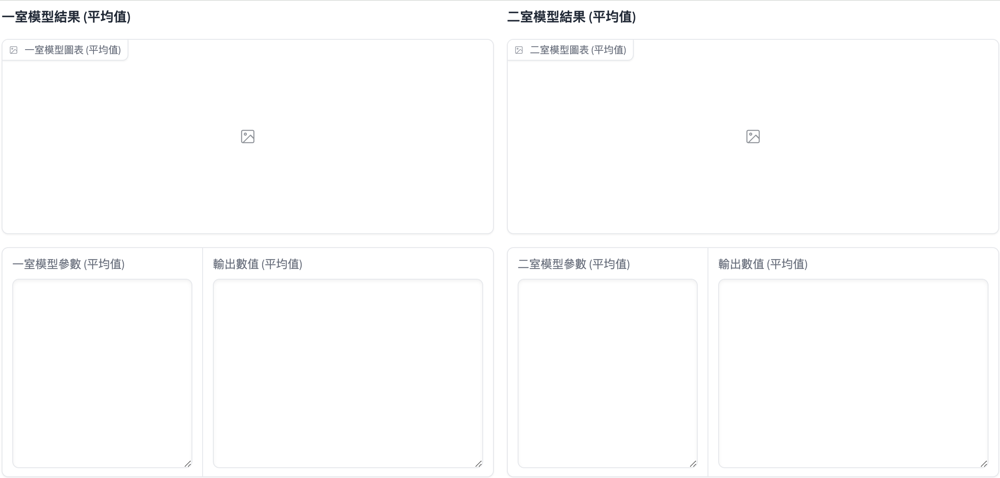 一室模型結果 (平均值)
一室模型圖表 (平均值)
一室模型參數 (平均值)
輸出數值 (平均值)
二室模型結果 (平均值)
二室模型圖表 (平均值)
二室模型參數 (平均值)
輸出數值 (平均值)